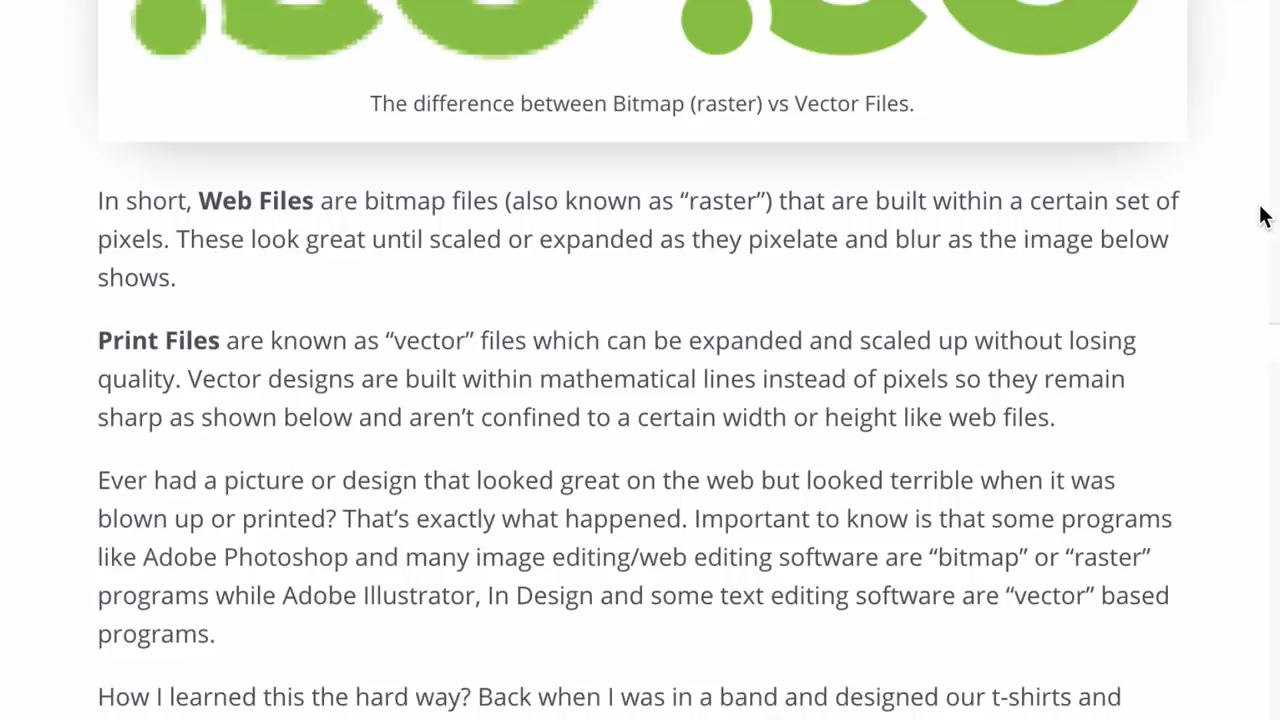 The difference between Bitmap (raster) vs Vector Files.
In short, Web Files are bitmap files (also known as “raster”) that are built within a certain set of
pixels. These look great until scaled or expanded as they pixelate and blur as the image below
shows.
Print Files are known as “vector” files which can be expanded and scaled up without losing
quality. Vector designs are built within mathematical lines instead of pixels so they remain
sharp as shown below and aren’t confined to a certain width or height like web files.
Ever had a picture or design that looked great on the web but looked terrible when it was
blown up or printed? That’s exactly what happened. Important to know is that some programs
like Adobe Photoshop and many image editing/web editing software are “bitmap” or “raster”
programs while Adobe Illustrator, In Design and some text editing software are “vector” based
programs.
How I learned this the hard way? Back when I was in a band and designed our t-shirts and